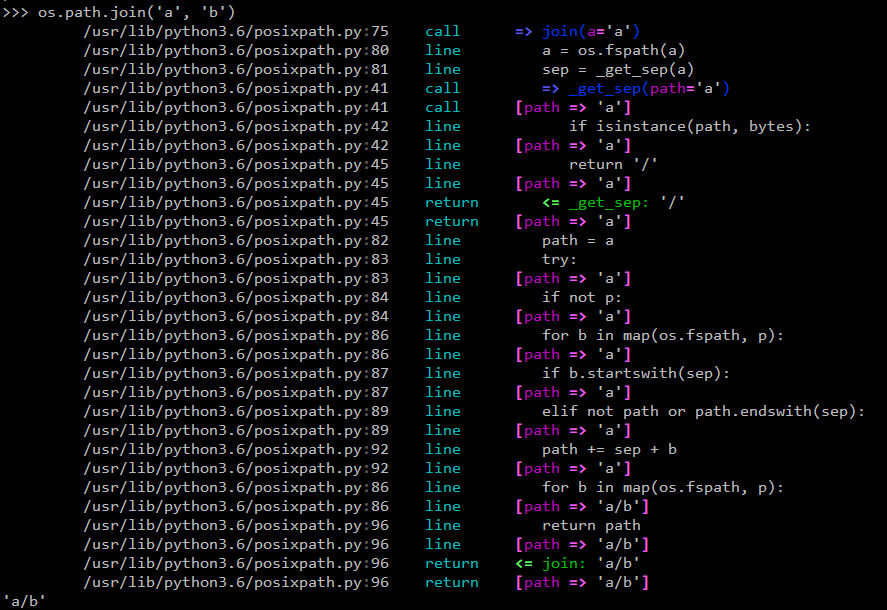 >>> os.path.join('a', 'b')
/usr/lib/python3.6/posixpath.py:75 call => join(a='a')
/usr/lib/python3.6/posixpath.py:80 line a = os.fspath(a)
/usr/lib/python3.6/posixpath.py:81 line sep = _get_sep(a)
/usr/lib/python3.6/posixpath.py:41 call => _get_sep(path='a')
/usr/lib/python3.6/posixpath.py:41 call [path => 'a']
/usr/lib/python3.6/posixpath.py:42 line if isinstance(path, bytes):
/usr/lib/python3.6/posixpath.py:42 line [path => 'a']
/usr/lib/python3.6/posixpath.py:45 line return '/'
/usr/lib/python3.6/posixpath.py:45 line [path => 'a']
/usr/lib/python3.6/posixpath.py:45 return <= _get_sep: '/'
/usr/lib/python3.6/posixpath.py:45 return [path => 'a']
/usr/lib/python3.6/posixpath.py:82 line path = a
/usr/lib/python3.6/posixpath.py:83 line try:
/usr/lib/python3.6/posixpath.py:83 line [path => 'a']
/usr/lib/python3.6/posixpath.py:84 line if not p:
/usr/lib/python3.6/posixpath.py:84 line [path => 'a']
/usr/lib/python3.6/posixpath.py:86 line for b in map(os.fspath, p):
/usr/lib/python3.6/posixpath.py:86 line [path => 'a']
/usr/lib/python3.6/posixpath.py:87 line if b.startswith(sep):
/usr/lib/python3.6/posixpath.py:87 line [path => 'a']
/usr/lib/python3.6/posixpath.py:89 line elif not path or path.endswith(sep):
/usr/lib/python3.6/posixpath.py:89 line [path => 'a']
/usr/lib/python3.6/posixpath.py:92 line path += sep + b
/usr/lib/python3.6/posixpath.py:92 line [path => 'a']
/usr/lib/python3.6/posixpath.py:86 line for b in map(os.fspath, p):
/usr/lib/python3.6/posixpath.py:86 line [path => 'a/b']
/usr/lib/python3.6/posixpath.py:96 line return path
/usr/lib/python3.6/posixpath.py:96 line [path => 'a/b']
/usr/lib/python3.6/posixpath.py:96 return <= join: 'a/b'
/usr/lib/python3.6/posixpath.py:96 return [path => 'a/b']
'a/b'